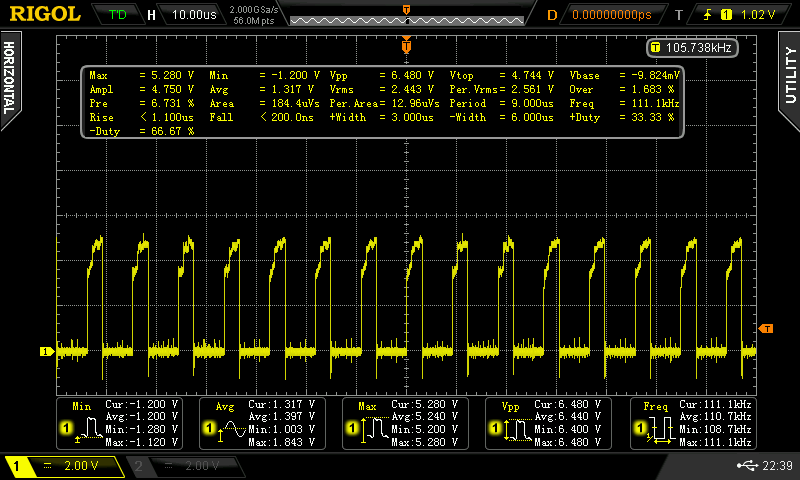 RIGOL T'D H 10.00us 2.000GSa/s D 0.00000000ps T 1 1.02 V
56.0M pts
T
HORIZONTAL
UTILITY
T 105.738kHz
Max = 5.280 V Min = -1.200 V Vpp = 6.480 V Vtop = 4.744 V Vbase = -9.824mV
Ampl = 4.750 V Avg = 1.317 V Vrms = 2.443 V Per.Vrms= 2.561 V Over = 1.683 %
Pre = 6.731 % Area = 184.4uVs Per.Area= 12.96uVs Period = 9.000us Freq = 111.1kHz
Rise < 1.100us Fall < 200.0ns +Width = 3.000us -Width = 6.000us +Duty = 33.33 %
-Duty = 66.67 %
T
1
T
Min Cur:-1.200 V Avg:-1.200 V Min:-1.280 V Max:-1.120 V
1
Avg Cur:1.317 V Avg:1.397 V Min:1.003 V Max:1.843 V
1
Max Cur:5.280 V Avg:5.240 V Min:5.200 V Max:5.280 V
1
Vpp Cur:6.480 V Avg:6.440 V Min:6.400 V Max:6.480 V
1
Freq Cur:111.1kHz Avg:110.7kHz Min:108.7kHz Max:111.1kHz
1
1 = 2.00 V 2 = 2.00 V 22:39